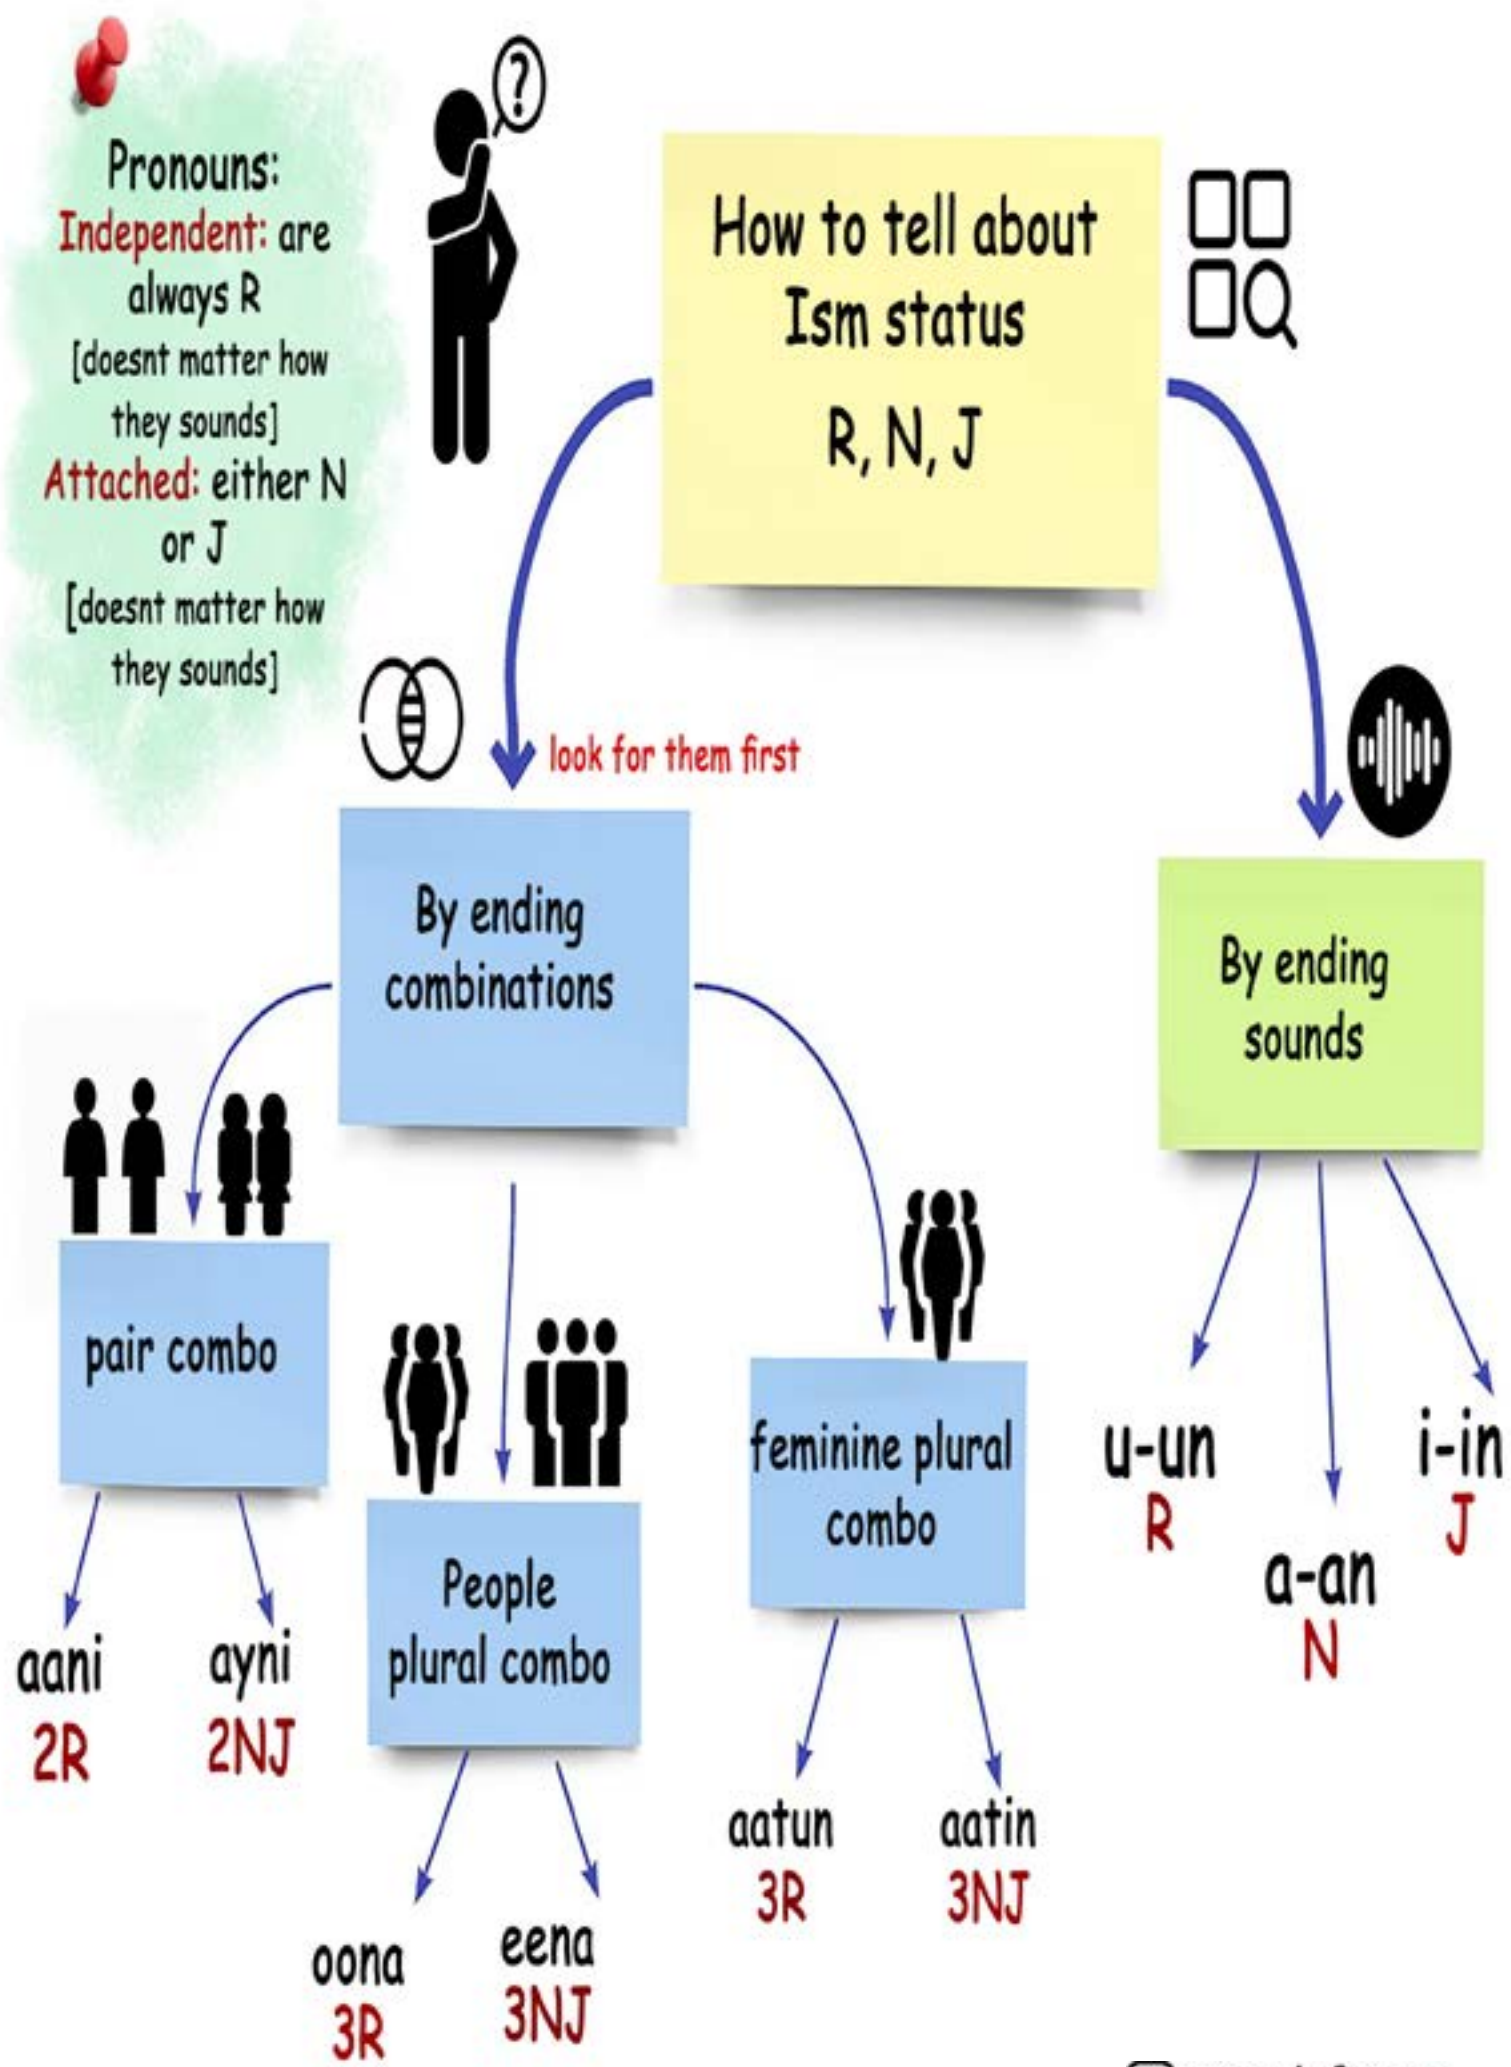 Pronouns:
Independent: are
always R
[doesnt matter how
they sounds]
Attached: either N
or J
[doesnt matter how
they sounds]
?
How to tell about
Ism status
R, N, J
look for them first
By ending
combinations
By ending
sounds
pair combo
aani
2R
ayni
2NJ
People
plural combo
oona
3R
eena
3NJ
feminine plural
combo
aatun
3R
aatin
3NJ
u-un
R
a-an
N
i-in
J